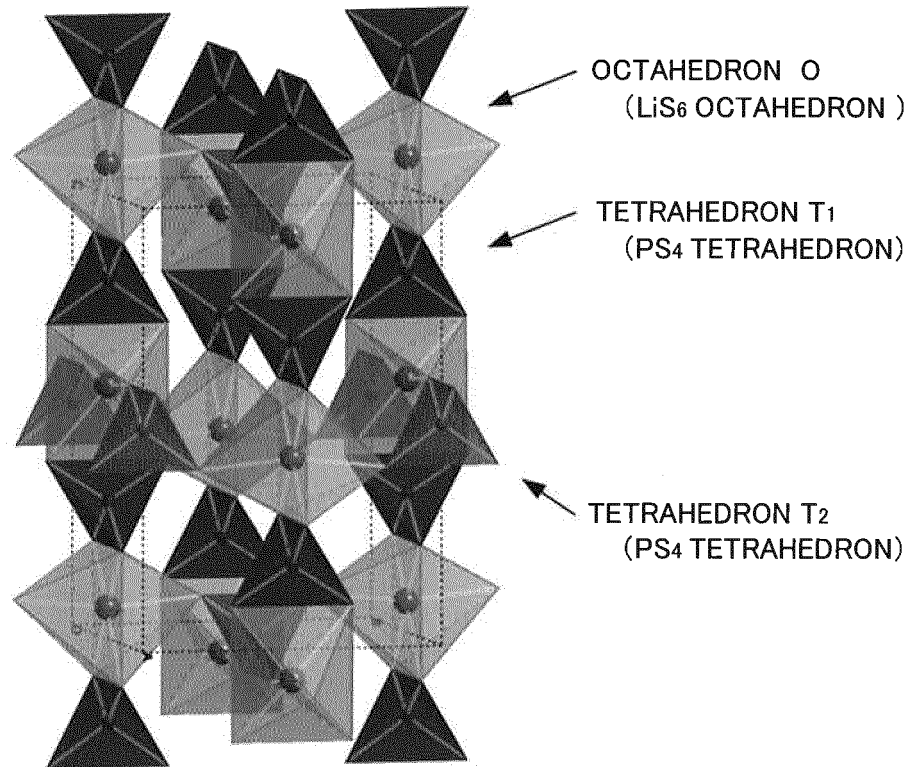 OCTAHEDRON O
(LiS6 OCTAHEDRON )
TETRAHEDRON T1
(PS4 TETRAHEDRON)
TETRAHEDRON T2
(PS4 TETRAHEDRON)